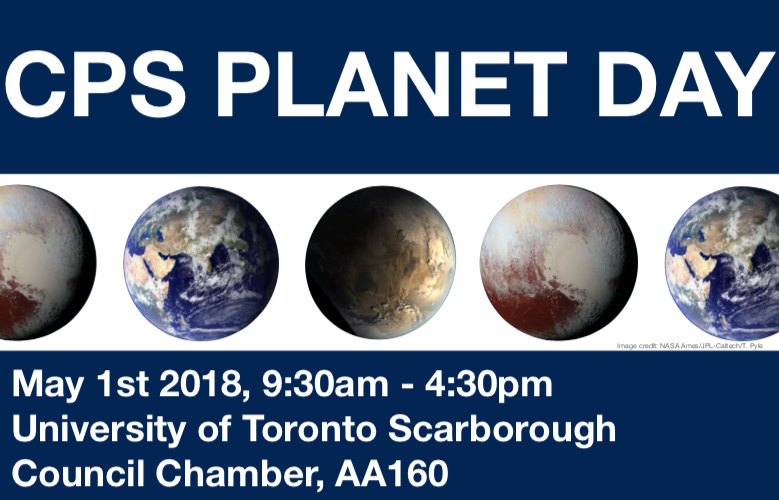 CPS PLANET DAY
Image credit: NASA Ames/JPL-Caltech/T. Pyle
May 1st 2018, 9:30am - 4:30pm
University of Toronto Scarborough
Council Chamber, AA160